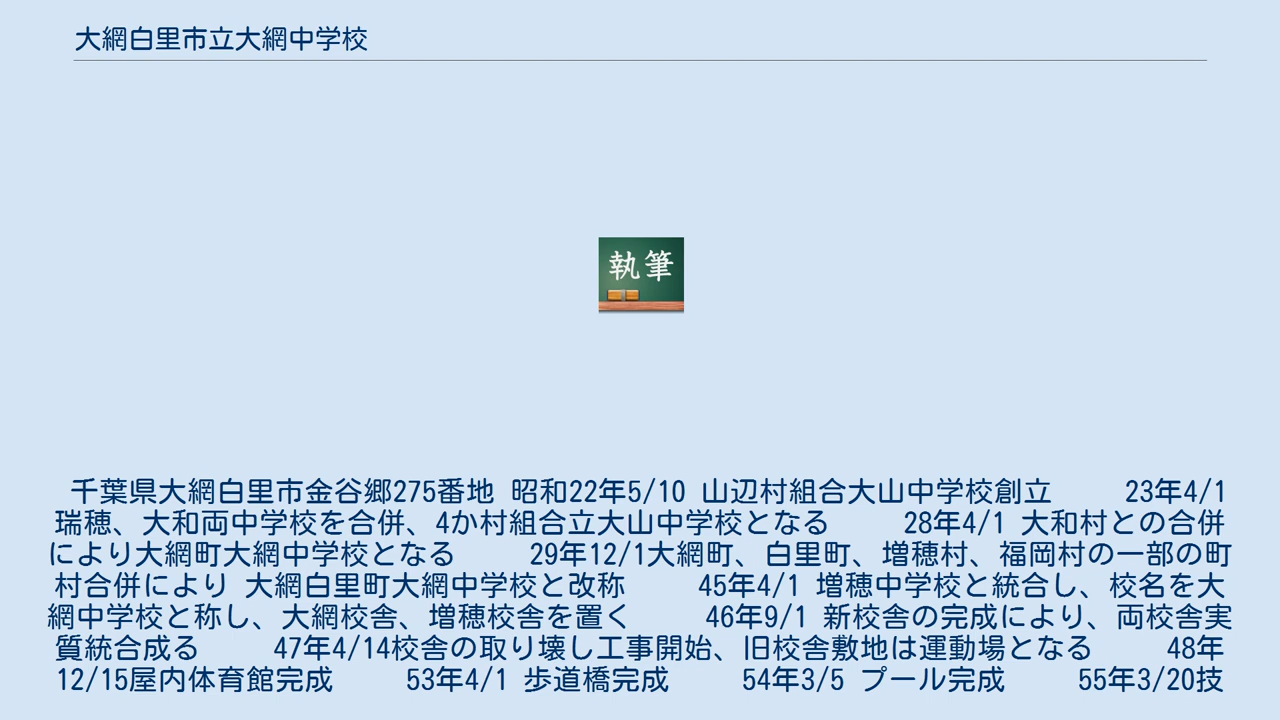 大網白里市立大網中学校
執筆
千葉県大網白里市金谷郷275番地 昭和22年5/10 山辺村組合大山中学校創立 23年4/1
瑞穂、大和両中学校を合併、4か村組合立大山中学校となる 28年4/1 大和村との合併
により大網町大網中学校となる 29年12/1大網町、白里町、増穂村、福岡村の一部の町
村合併により 大網白里町大網中学校と改称 45年4/1 増穂中学校と統合し、校名を大
網中学校と称し、大網校舎、増穂校舎を置く 46年9/1 新校舎の完成により、両校舎実
質統合成る 47年4/14校舎の取り壊し工事開始、旧校舎敷地は運動場となる 48年
12/15屋内体育館完成 53年4/1 歩道橋完成 54年3/5 プール完成 55年3/20技